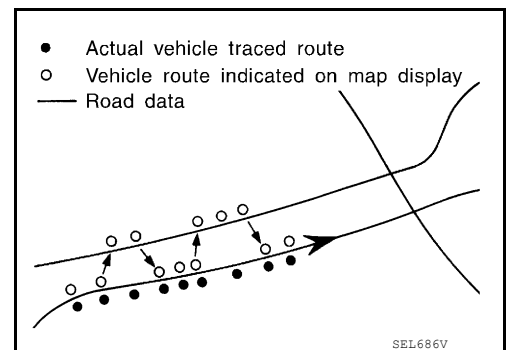 Actual vehicle traced route
Vehicle route indicated on map display
Road data
SEL686V